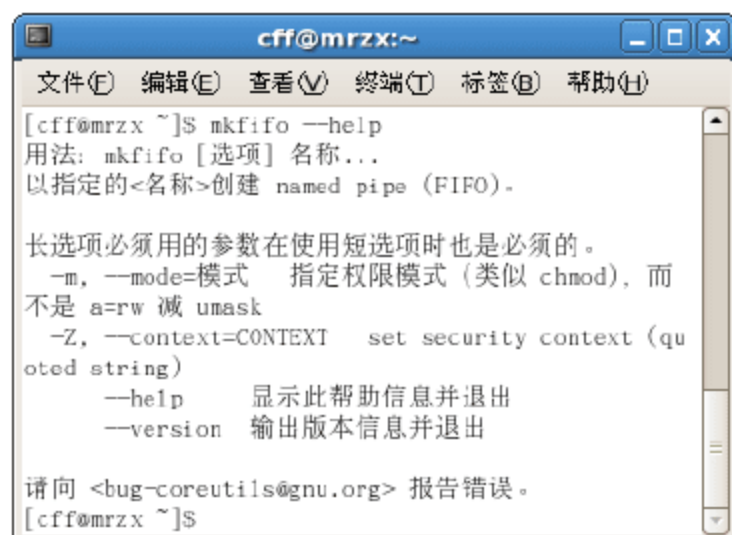 cff@mrzx:~
文件(F) 编辑(E) 查看(V) 终端(T) 标签(B) 帮助(H)
[cff@mrzx ~]$ mkfifo --help
用法: mkfifo [选项] 名称...
以指定的<名称>创建 named pipe (FIFO)。
长选项必须用的参数在使用短选项时也是必须的。
-m, --mode=模式 指定权限模式 (类似 chmod), 而
不是 a=rw 减 umask
-Z, --context=CONTEXT set security context (qu
oted string)
--help 显示此帮助信息并退出
--version 输出版本信息并退出
请向 <bug-coreutils@gnu.org> 报告错误。
[cff@mrzx ~]$